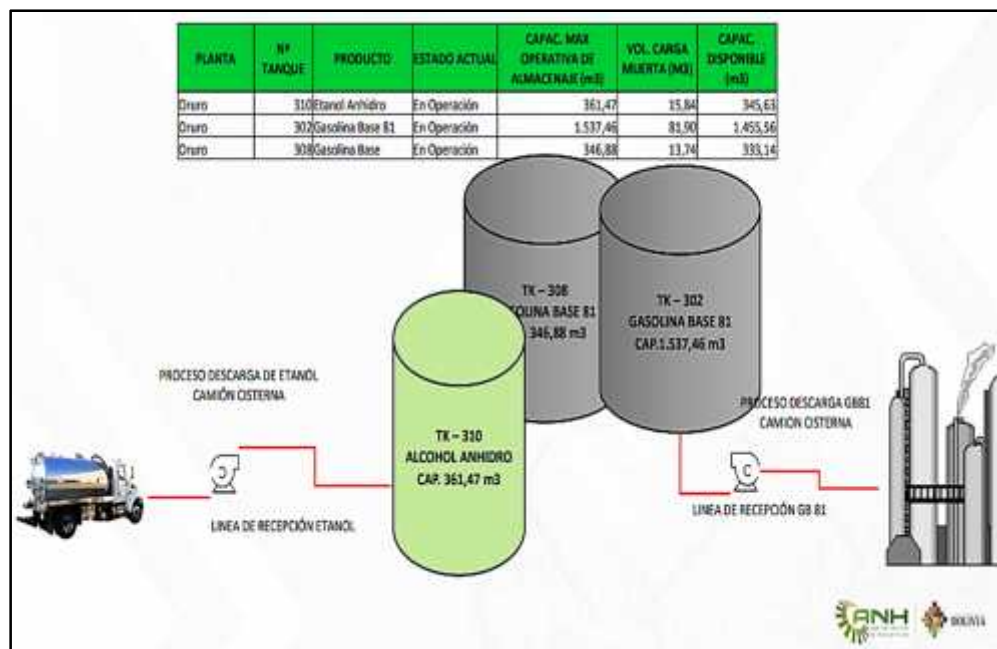 PLANTA Nº TANQUE PRODUCTO ESTADO ACTUAL CAPAC. MAX OPERATIVA DE ALMACENAJE (m3) VOL. CARGA MUERTA (M3) CAPAC. DISPONIBLE (m3)
Oruro 310 Etanol Anhidro En Operación 361,47 15,84 345,63
Oruro 302 Gasolina Base 81 En Operación 1.537,46 81,90 1.455,56
Oruro 308 Gasolina Base En Operación 346,88 13,74 333,14
TK – 308
OLINA BASE 81
346,88 m3
TK – 302
GASOLINA BASE 81
CAP.1.537,46 m3
PROCESO DESCARGA DE ETANOL
CAMIÓN CISTERNA
PROCESO DESCARGA GB81
CAMION CISTERNA
TK – 310
ALCOHOL ANHIDRO
CAP. 361,47 m3
C
LINEA DE RECEPCIÓN ETANOL
LINEA DE RECEPCIÓN GB 81
ANH
BOLIVIA